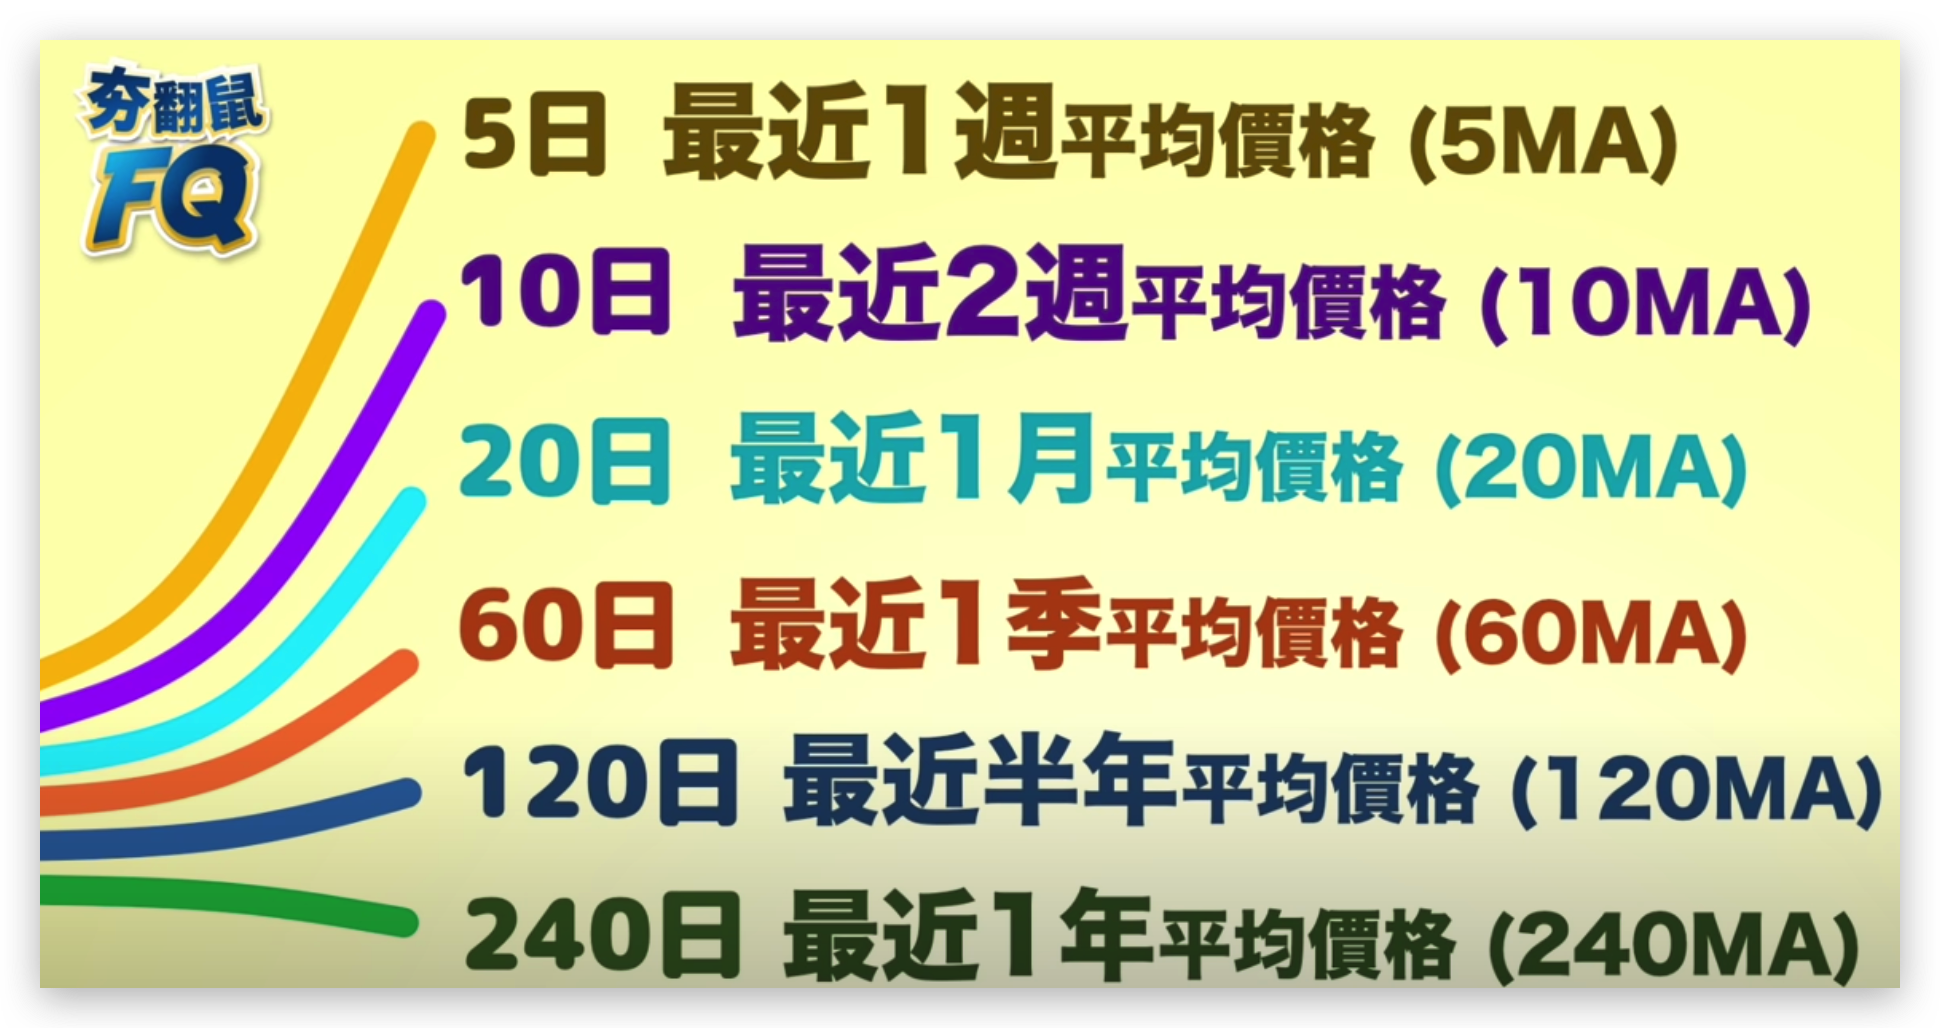 夯翻鼠
FQ
5日 最近1週平均價格 (5MA)
10日 最近2週平均價格 (10MA)
20日 最近1月平均價格 (20MA)
60日 最近1季平均價格 (60MA)
120日 最近半年平均價格 (120MA)
240日 最近1年平均價格 (240MA)